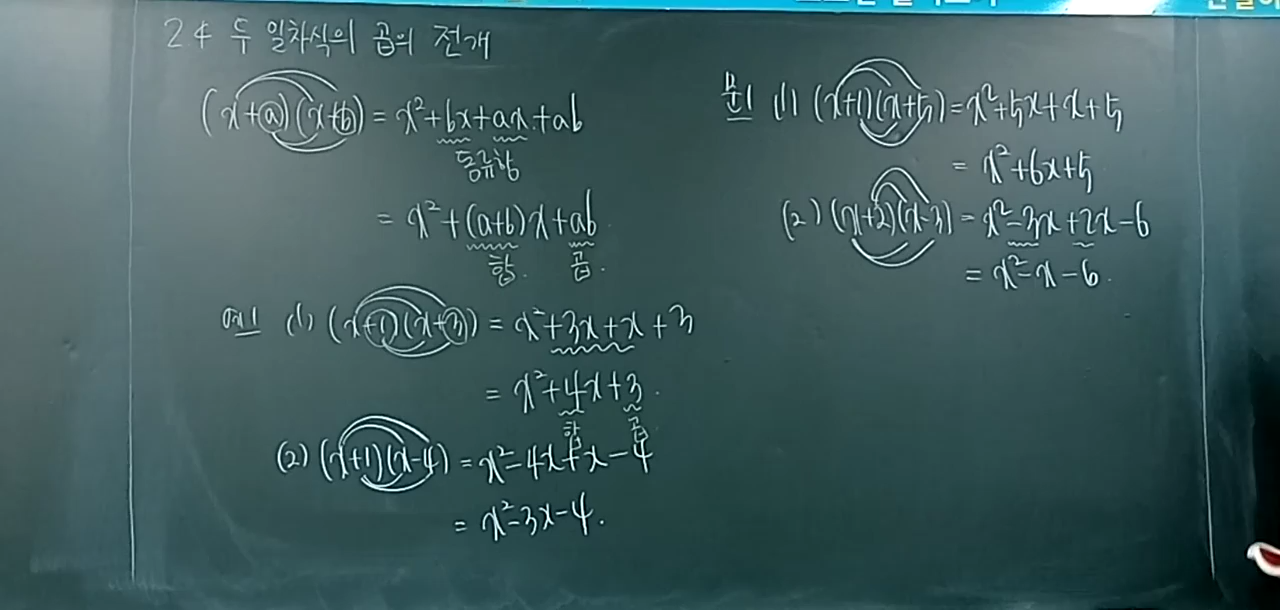 24 두 일차식의 곱의 전개
(x+a)(x+b) = x²+bx+ax+ab
동류항
= x²+(a+b)x+ab
합. 곱.
예1 (1) (x+1)(x+3) = x²+3x+x+3
= x²+4x+3.
합 곱
(2) (x+1)(x-4) = x²-4x+x-4
= x²-3x-4.
문1 (1) (x+1)(x+5) = x²+5x+x+5
= x²+6x+5
(2) (x+2)(x-3) = x²-3x+2x-6
= x²-x-6.